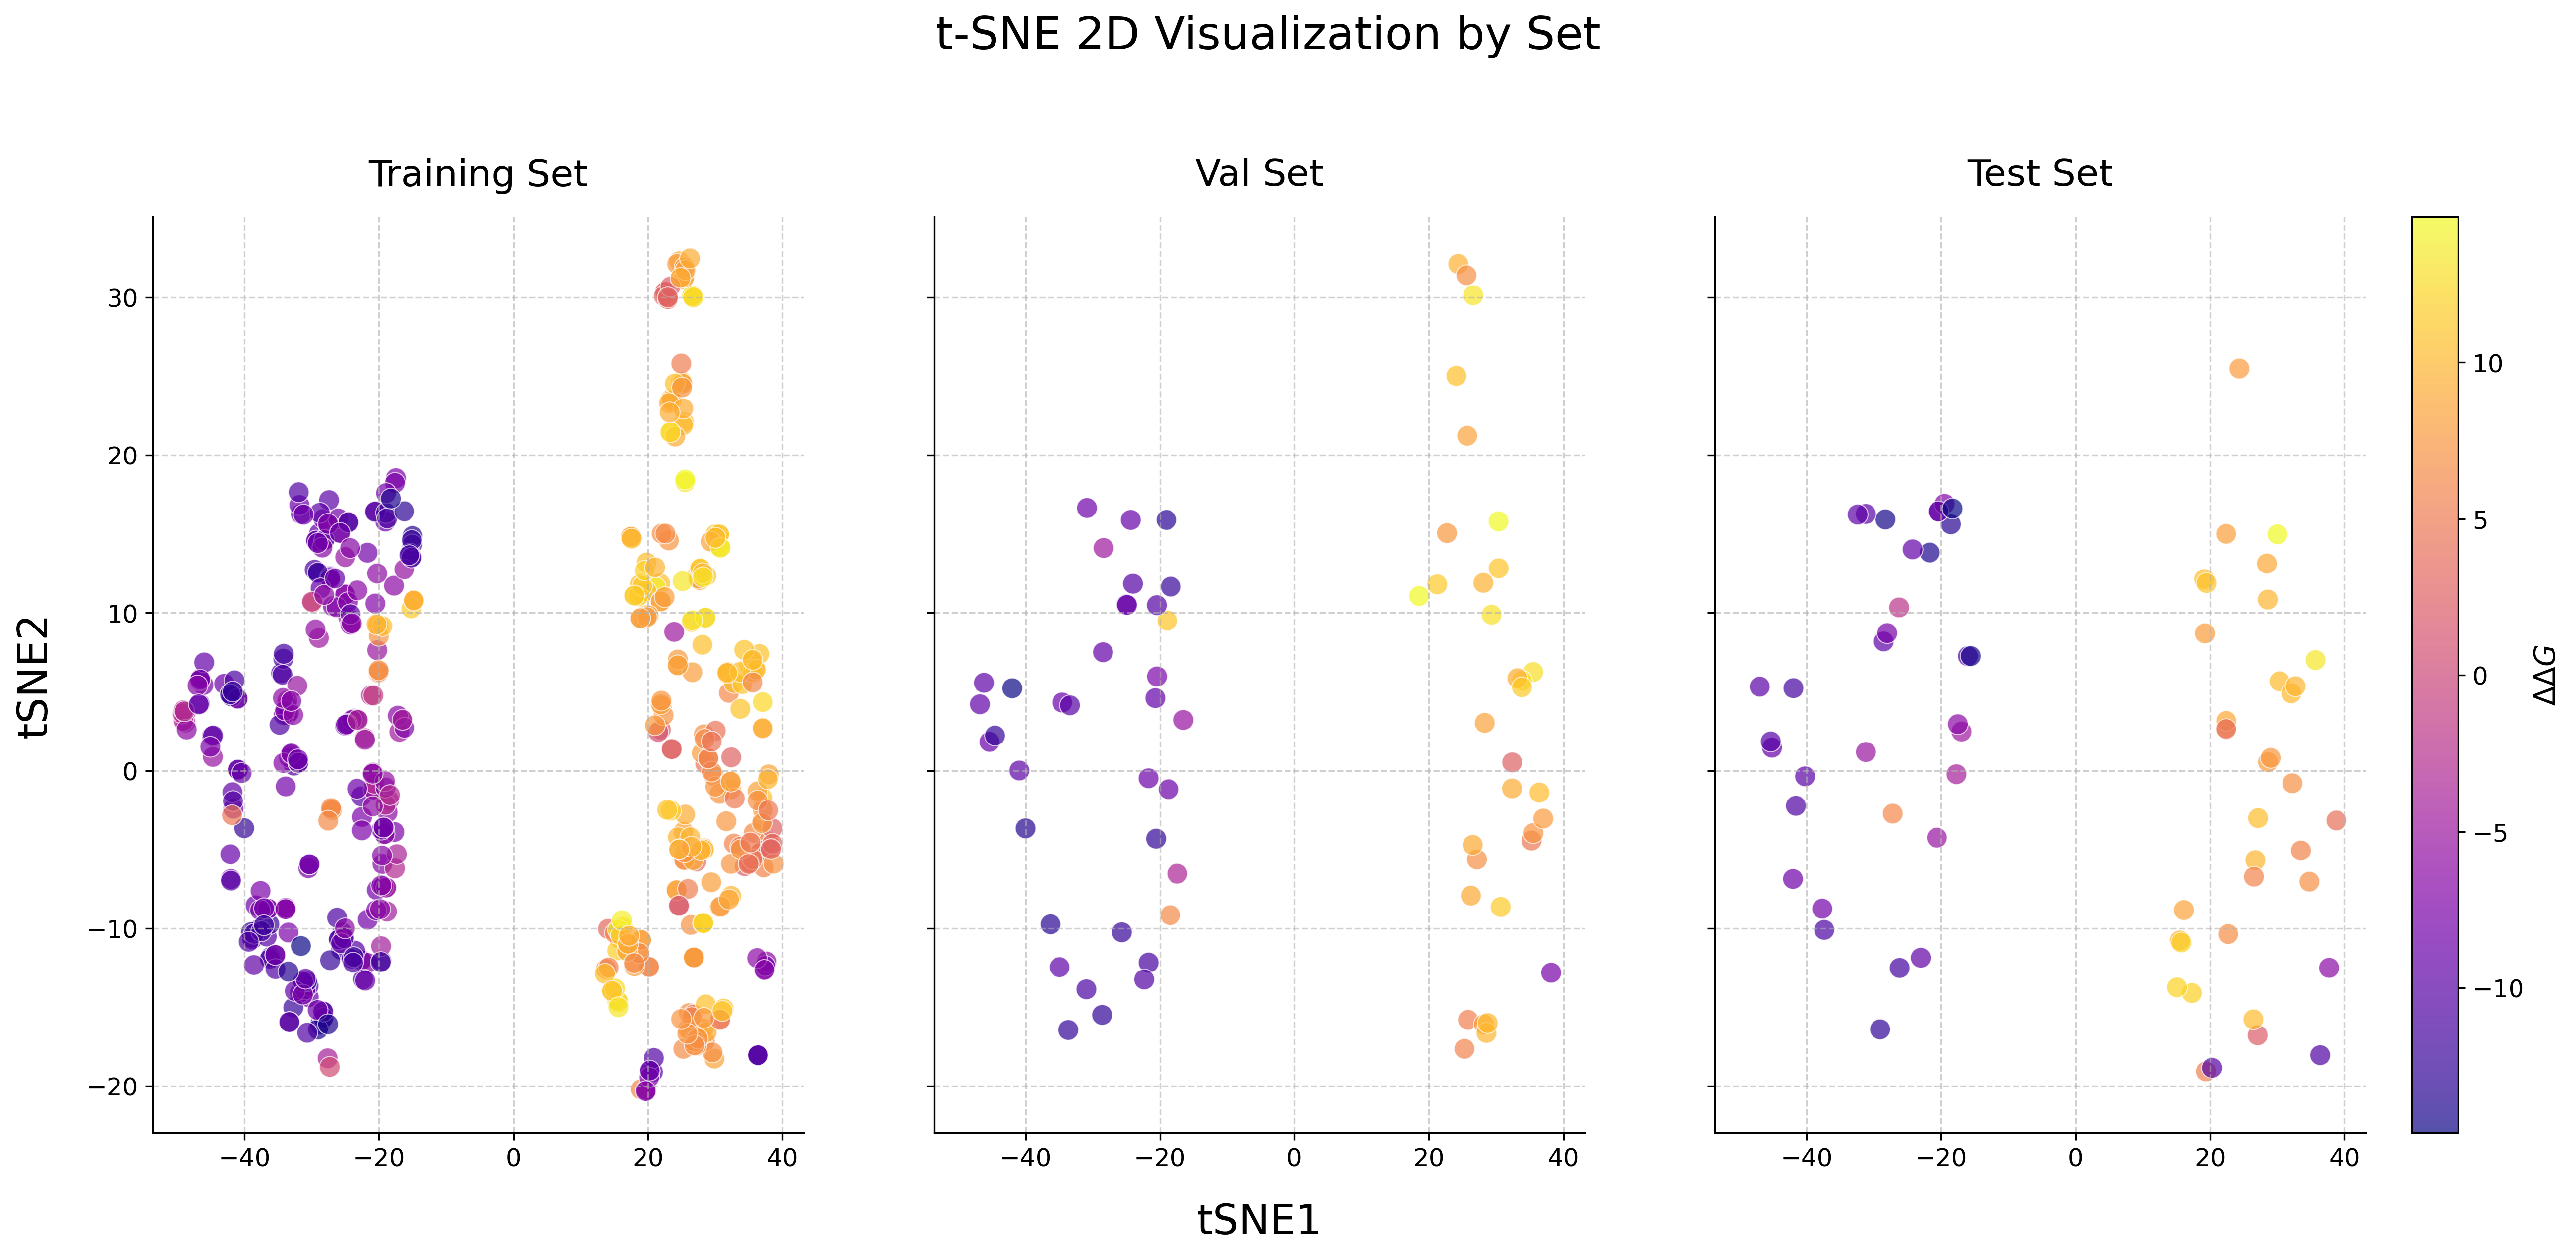 t-SNE 2D Visualization by Set
Training Set
Val Set
Test Set
tSNE2
30
20
10
0
−10
−20
−40 −20 0 20 40
−40 −20 0 20 40
−40 −20 0 20 40
tSNE1
10
5
0
−5
−10
ΔΔG